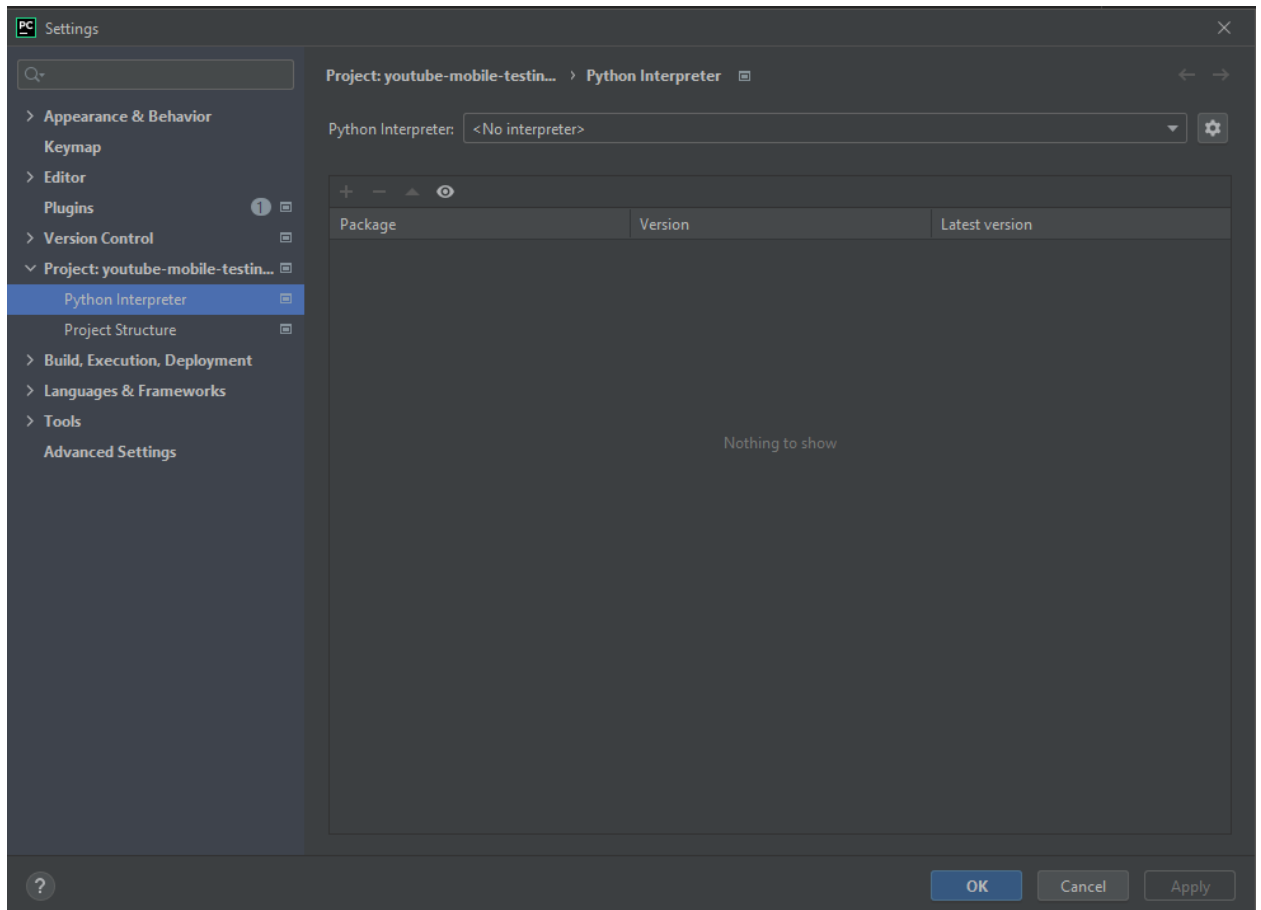 PC Settings
Project: youtube-mobile-testin... › Python Interpreter
Appearance & Behavior
Keymap
Editor
Plugins 1
Version Control
Project: youtube-mobile-testin...
Python Interpreter
Project Structure
Build, Execution, Deployment
Languages & Frameworks
Tools
Advanced Settings
Python Interpreter: <No interpreter>
Package Version Latest version
Nothing to show
? OK Cancel Apply